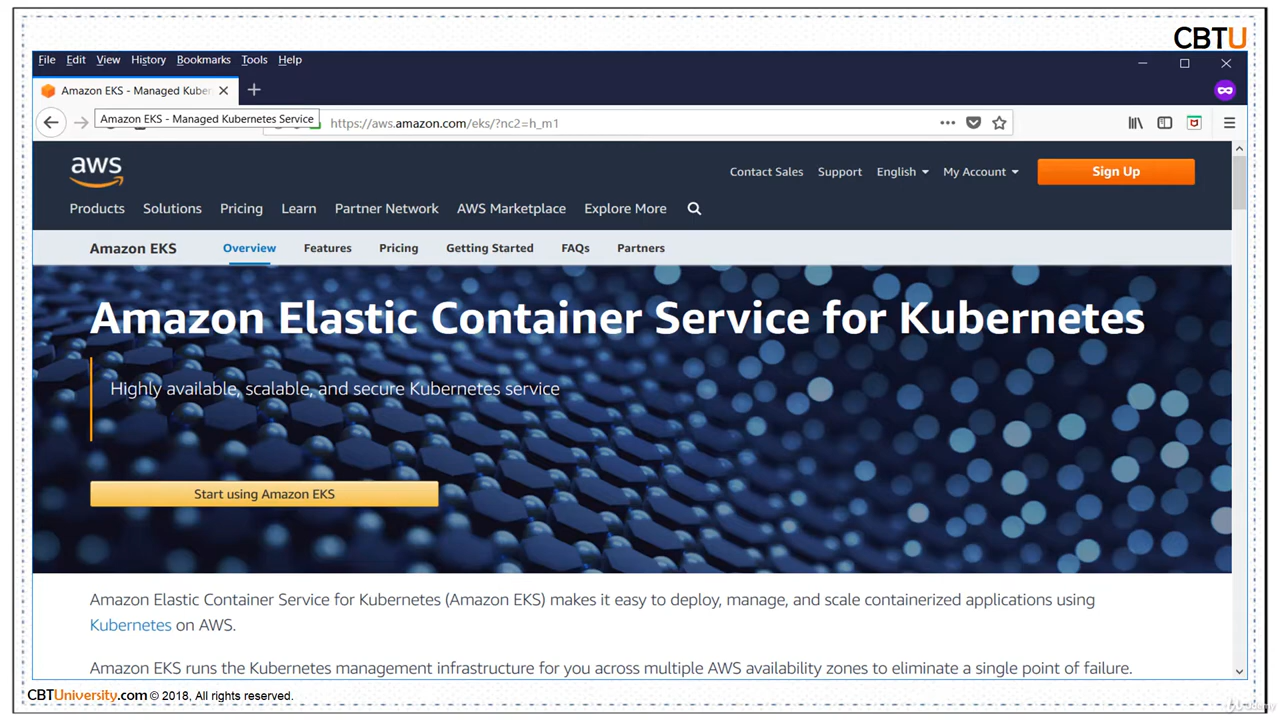 CBTU
File Edit View History Bookmarks Tools Help
Amazon EKS - Managed Kuber
Amazon EKS - Managed Kubernetes Service
https://aws.amazon.com/eks/?nc2=h_m1
aws
Contact Sales Support English My Account Sign Up
Products Solutions Pricing Learn Partner Network AWS Marketplace Explore More
Amazon EKS Overview Features Pricing Getting Started FAQs Partners
Amazon Elastic Container Service for Kubernetes
Highly available, scalable, and secure Kubernetes service
Start using Amazon EKS
Amazon Elastic Container Service for Kubernetes (Amazon EKS) makes it easy to deploy, manage, and scale containerized applications using
Kubernetes on AWS.
Amazon EKS runs the Kubernetes management infrastructure for you across multiple AWS availability zones to eliminate a single point of failure.
CBTUniversity.com © 2018, All rights reserved.